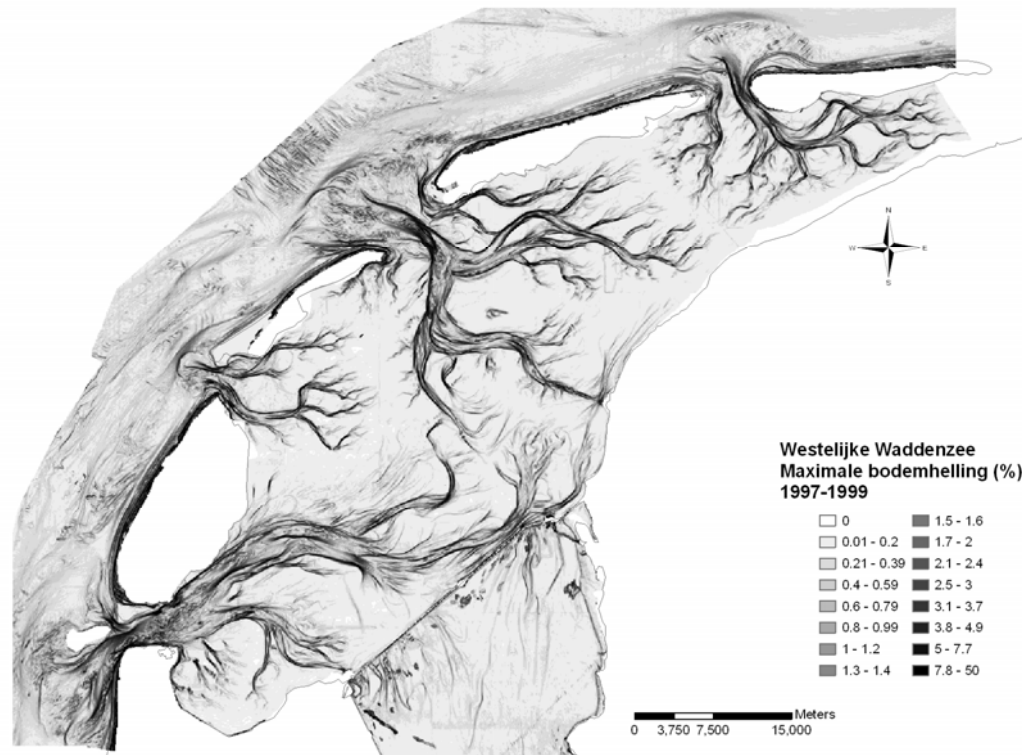 N
W E
S
Westelijke Waddenzee
Maximale bodemhelling (%)
1997-1999
0 1.5 - 1.6
0.01 - 0.2 1.7 - 2
0.21 - 0.39 2.1 - 2.4
0.4 - 0.59 2.5 - 3
0.6 - 0.79 3.1 - 3.7
0.8 - 0.99 3.8 - 4.9
1 - 1.2 5 - 7.7
1.3 - 1.4 7.8 - 50
Meters
0 3,750 7,500 15,000